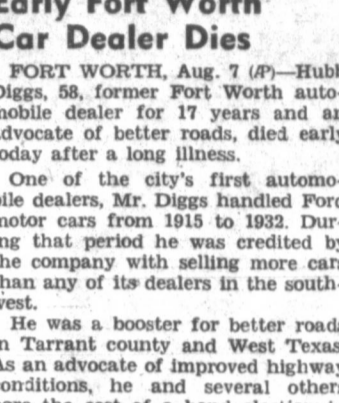 Early Fort Worth
Car Dealer Dies
FORT WORTH, Aug. 7 (AP)—Hubb
Diggs, 58, former Fort Worth auto-
mobile dealer for 17 years and an
advocate of better roads, died early
today after a long illness.
One of the city's first automo-
bile dealers, Mr. Diggs handled Ford
motor cars from 1915 to 1932. Dur-
ing that period he was credited by
the company with selling more cars
than any of its dealers in the south-
west.
He was a booster for better roads
in Tarrant county and West Texas.
As an advocate of improved highway
conditions, he and several others